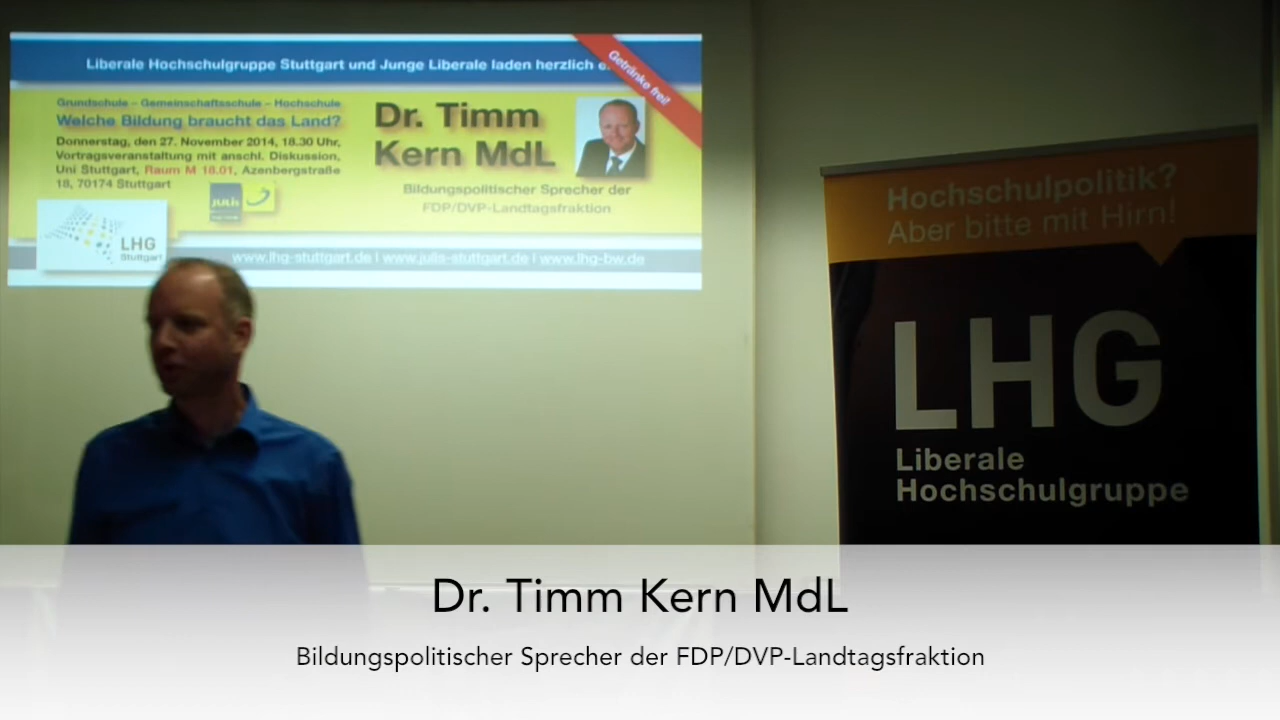 Liberale Hochschulgruppe Stuttgart und Junge Liberale laden herzlich
Getränke frei!
Grundschule – Gemeinschaftsschule – Hochschule
Welche Bildung braucht das Land?
Donnerstag, den 27. November 2014, 18.30 Uhr,
Vortragsveranstaltung mit anschl. Diskussion,
Uni Stuttgart, Raum M 18.01, Azenbergstraße
18, 70174 Stuttgart
Dr. Timm
Kern MdL
Bildungspolitischer Sprecher der
FDP/DVP-Landtagsfraktion
JuLis
LHG
Stuttgart
www.lhg-stuttgart.de | www.julis-stuttgart.de | www.lhg-bw.de
Hochschulpolitik?
Aber bitte mit Hirn!
LHG
Liberale
Hochschulgruppe
Dr. Timm Kern MdL
Bildungspolitischer Sprecher der FDP/DVP-Landtagsfraktion